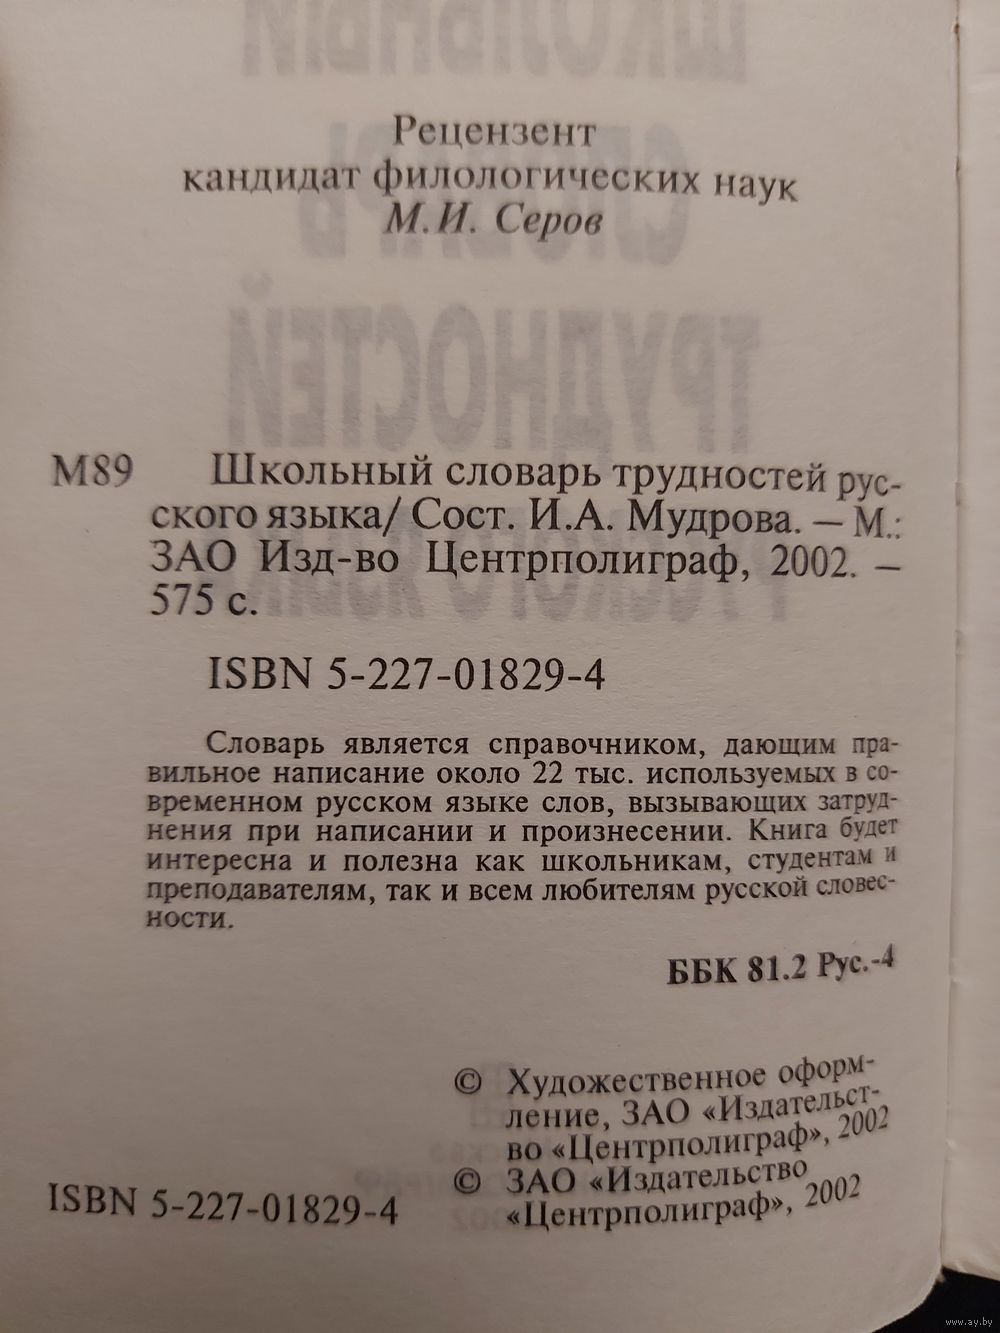 Рецензент
кандидат филологических наук
М.И. Серов
М89 Школьный словарь трудностей рус-
ского языка/ Сост. И.А. Мудрова. — М.:
ЗАО Изд-во Центрполиграф, 2002. —
575 с.
ISBN 5-227-01829-4
Словарь является справочником, дающим пра-
вильное написание около 22 тыс. используемых в со-
временном русском языке слов, вызывающих затруд-
нения при написании и произнесении. Книга будет
интересна и полезна как школьникам, студентам и
преподавателям, так и всем любителям русской словес-
ности.
ББК 81.2 Рус.-4
© Художественное оформ-
ление, ЗАО «Издательст-
во «Центрполиграф», 2002
© ЗАО «Издательство
«Центрполиграф», 2002
ISBN 5-227-01829-4
www.ay.by